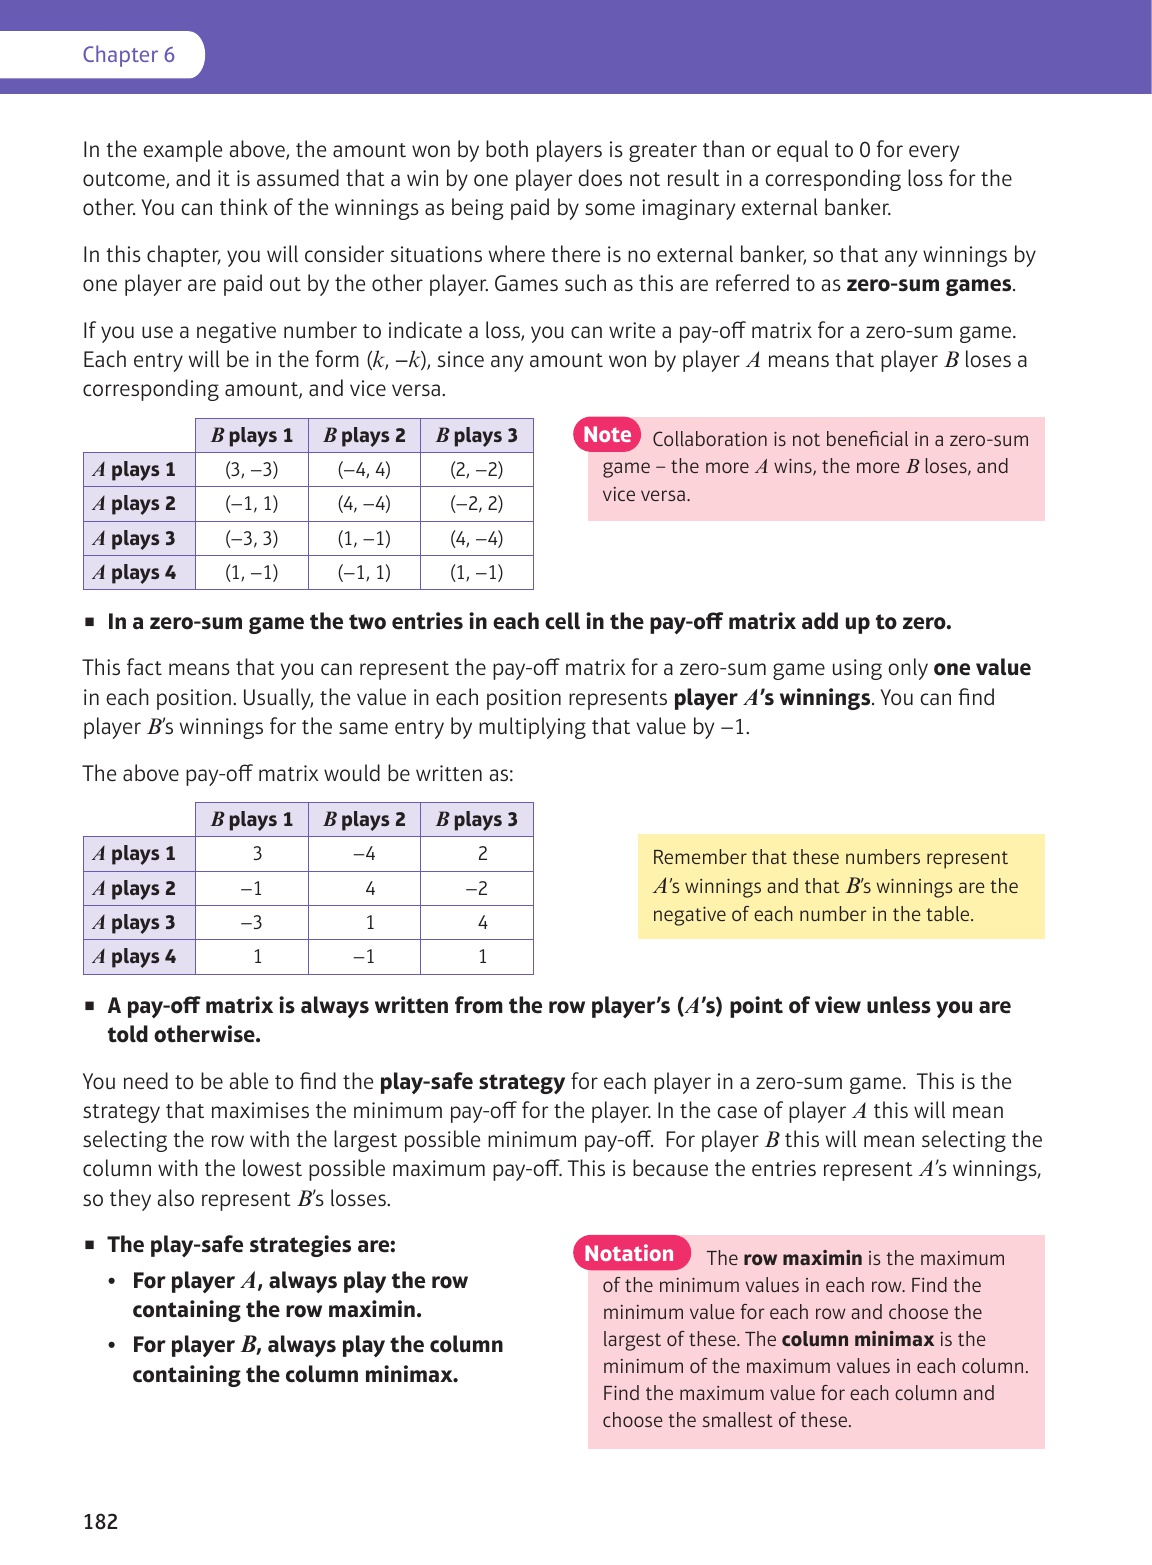 Chapter 6
In the example above, the amount won by both players is greater than or equal to 0 for every
outcome, and it is assumed that a win by one player does not result in a corresponding loss for the
other. You can think of the winnings as being paid by some imaginary external banker.
In this chapter, you will consider situations where there is no external banker, so that any winnings by
one player are paid out by the other player. Games such as this are referred to as zero-sum games.
If you use a negative number to indicate a loss, you can write a pay-off matrix for a zero-sum game.
Each entry will be in the form (k, −k), since any amount won by player A means that player B loses a
corresponding amount, and vice versa.
B plays 1 B plays 2 B plays 3
A plays 1 (3, −3) (−4, 4) (2, −2)
A plays 2 (−1, 1) (4, −4) (−2, 2)
A plays 3 (−3, 3) (1, −1) (4, −4)
A plays 4 (1, −1) (−1, 1) (1, −1)
Note Collaboration is not beneficial in a zero-sum
game – the more A wins, the more B loses, and
vice versa.
▪ In a zero-sum game the two entries in each cell in the pay-off matrix add up to zero.
This fact means that you can represent the pay-off matrix for a zero-sum game using only one value
in each position. Usually, the value in each position represents player A's winnings. You can find
player B's winnings for the same entry by multiplying that value by −1.
The above pay-off matrix would be written as:
B plays 1 B plays 2 B plays 3
A plays 1 3 −4 2
A plays 2 −1 4 −2
A plays 3 −3 1 4
A plays 4 1 −1 1
Remember that these numbers represent
A's winnings and that B's winnings are the
negative of each number in the table.
▪ A pay-off matrix is always written from the row player's (A's) point of view unless you are
told otherwise.
You need to be able to find the play-safe strategy for each player in a zero-sum game. This is the
strategy that maximises the minimum pay-off for the player. In the case of player A this will mean
selecting the row with the largest possible minimum pay-off. For player B this will mean selecting the
column with the lowest possible maximum pay-off. This is because the entries represent A's winnings,
so they also represent B's losses.
▪ The play-safe strategies are:
• For player A, always play the row
containing the row maximin.
• For player B, always play the column
containing the column minimax.
Notation The row maximin is the maximum
of the minimum values in each row. Find the
minimum value for each row and choose the
largest of these. The column minimax is the
minimum of the maximum values in each column.
Find the maximum value for each column and
choose the smallest of these.
182